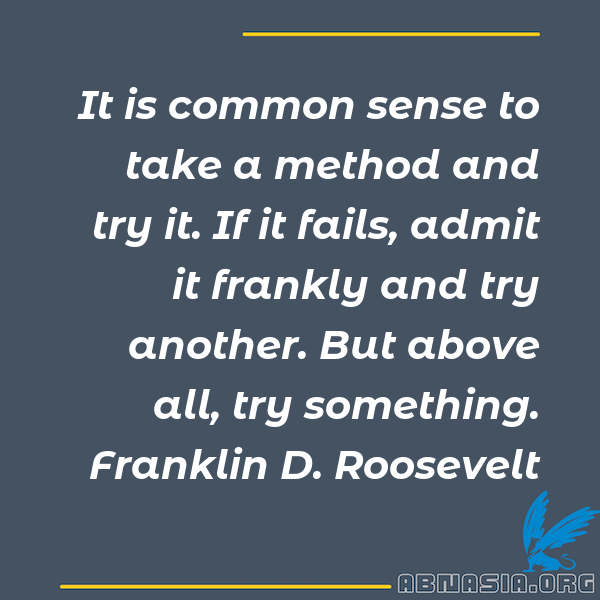 It is common sense to
take a method and
try it. If it fails, admit
it frankly and try
another. But above
all, try something.
Franklin D. Roosevelt
ABNASIA.ORG